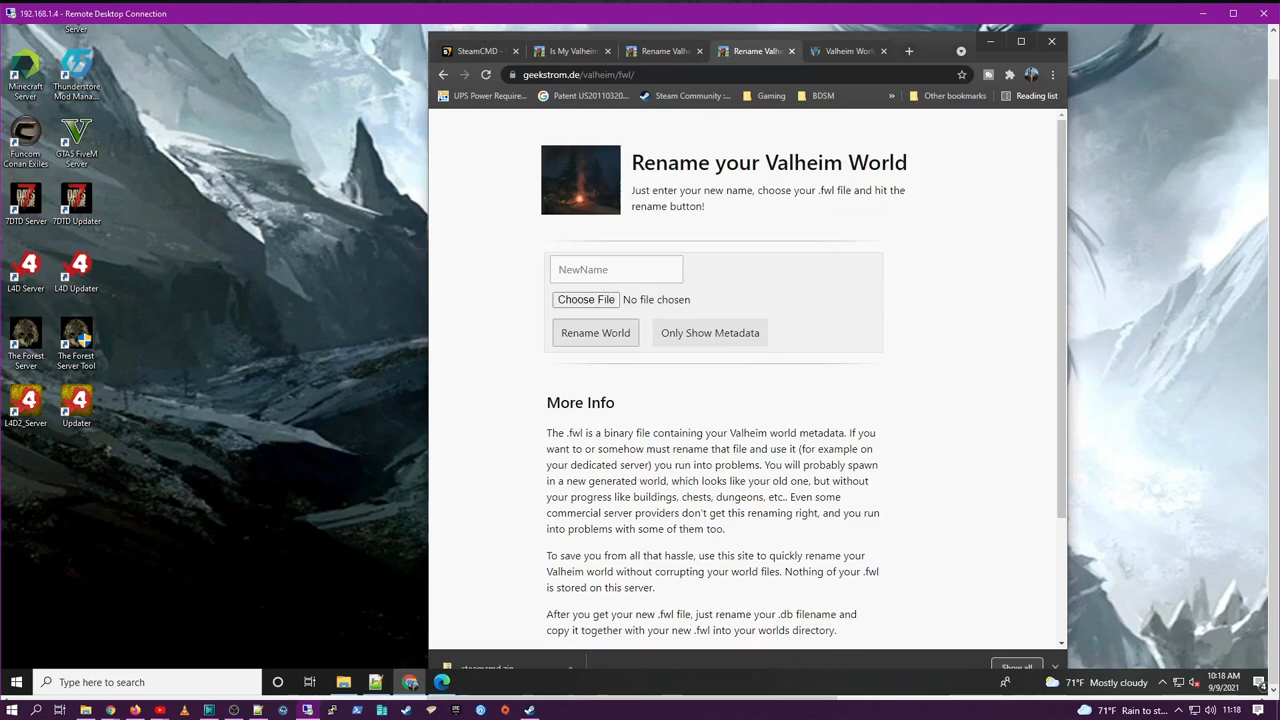 192.168.1.4 - Remote Desktop Connection
Server
Minecraft
Server
Thunderstore
Mod Mana...
Funcom
Conan Exiles
GTA5 FiveM
Server
7DTD Server
7DTD Updater
L4D Server
L4D Updater
The Forest
Server
The Forest
Server Tool
L4D2_Server
Updater
SteamCMD -
Is My Valheim
Rename Valh
Rename Valh
Valheim Worl
geekstrom.de/valheim/fwl/
UPS Power Require...
Patent US20110320...
Steam Community :...
Gaming
BDSM
»
Other bookmarks
Reading list
Rename your Valheim World
Just enter your new name, choose your .fwl file and hit the
rename button!
NewName
Choose File No file chosen
Rename World
Only Show Metadata
More Info
The .fwl is a binary file containing your Valheim world metadata. If you
want to or somehow must rename that file and use it (for example on
your dedicated server) you run into problems. You will probably spawn
in a new generated world, which looks like your old one, but without
your progress like buildings, chests, dungeons, etc.. Even some
commercial server providers don't get this renaming right, and you run
into problems with some of them too.
To save you from all that hassle, use this site to quickly rename your
Valheim world without corrupting your world files. Nothing of your .fwl
is stored on this server.
After you get your new .fwl file, just rename your .db filename and
copy it together with your new .fwl into your worlds directory.
steamcmd.zip
Show all
Type here to search
71°F Mostly cloudy
10:18 AM
9/9/2021
4
71°F Rain to st...
11:18